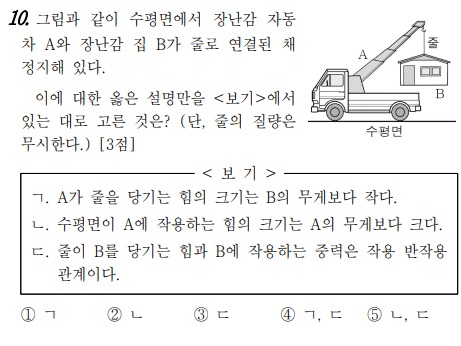 10. 그림과 같이 수평면에서 장난감 자동
차 A와 장난감 집 B가 줄로 연결된 채
정지해 있다.
이에 대한 옳은 설명만을 <보기>에서
있는 대로 고른 것은? (단, 줄의 질량은
무시한다.) [3점]
A
줄
B
수평면
< 보 기 >
ㄱ. A가 줄을 당기는 힘의 크기는 B의 무게보다 작다.
ㄴ. 수평면이 A에 작용하는 힘의 크기는 A의 무게보다 크다.
ㄷ. 줄이 B를 당기는 힘과 B에 작용하는 중력은 작용 반작용
관계이다.
① ㄱ ② ㄴ ③ ㄷ ④ ㄱ, ㄷ ⑤ ㄴ, ㄷ